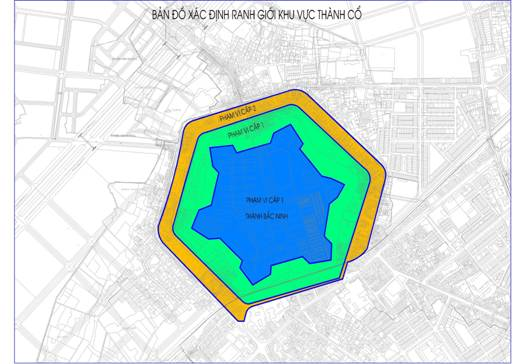 BẢN ĐỒ XÁC ĐỊNH RANH GIỚI KHU VỰC THÀNH CỔ
PHẠM VI CẤP 2
PHẠM VI CẤP 1
PHẠM VI CẤP 1
THÀNH BẮC NINH